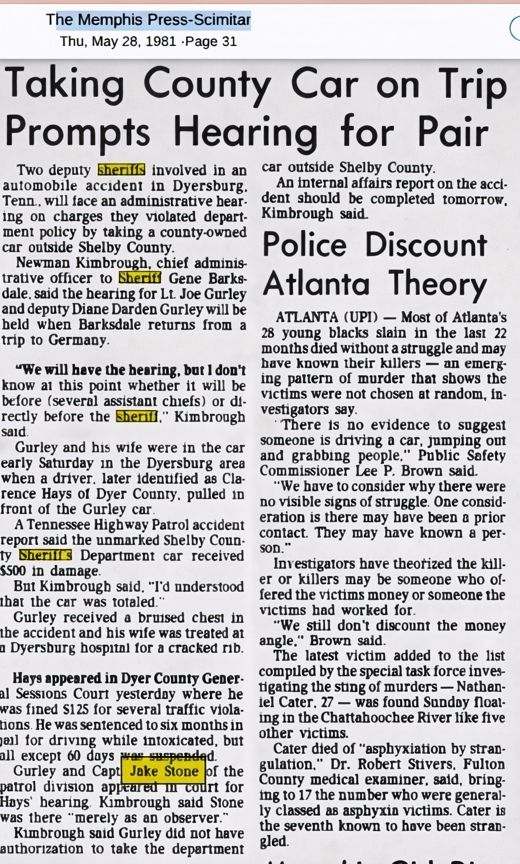 The Memphis Press-Scimitar
Thu, May 28, 1981 ·Page 31
Taking County Car on Trip
Prompts Hearing for Pair
Two deputy sheriffs involved in an
automobile accident in Dyersburg,
Tenn., will face an administrative hear-
ing on charges they violated depart-
ment policy by taking a county-owned
car outside Shelby County.
Newman Kimbrough, chief adminis-
trative officer to Sheriff Gene Barks-
dale, said the hearing for Lt. Joe Gurley
and deputy Diane Darden Gurley will be
held when Barksdale returns from a
trip to Germany.
"We will have the hearing, but I don't
know at this point whether it will be
before (several assistant chiefs) or di-
rectly before the sheriff," Kimbrough
said.
Gurley and his wife were in the car
early Saturday in the Dyersburg area
when a driver, later identified as Cla-
rence Hays of Dyer County, pulled in
front of the Gurley car.
A Tennessee Highway Patrol accident
report said the unmarked Shelby Coun-
ty Sheriff's Department car received
$500 in damage.
But Kimbrough said, "I'd understood
that the car was totaled."
Gurley received a bruised chest in
the accident and his wife was treated at
a Dyersburg hospital for a cracked rib.
Hays appeared in Dyer County Gener-
al Sessions Court yesterday where he
was fined $125 for several traffic viola-
tions. He was sentenced to six months in
jail for driving while intoxicated, but
all except 60 days was suspended.
Gurley and Capt. Jake Stone of the
patrol division appeared in court for
Hays' hearing. Kimbrough said Stone
was there "merely as an observer."
Kimbrough said Gurley did not have
authorization to take the department
car outside Shelby County.
An internal affairs report on the acci-
dent should be completed tomorrow,
Kimbrough said.
Police Discount
Atlanta Theory
ATLANTA (UPI) — Most of Atlanta's
28 young blacks slain in the last 22
months died without a struggle and may
have known their killers — an emerg-
ing pattern of murder that shows the
victims were not chosen at random, in-
vestigators say.
"There is no evidence to suggest
someone is driving a car, jumping out
and grabbing people," Public Safety
Commissioner Lee P. Brown said.
"We have to consider why there were
no visible signs of struggle. One consid-
eration is there may have been a prior
contact. They may have known a per-
son."
Investigators have theorized the kill-
er or killers may be someone who of-
fered the victims money or someone the
victims had worked for.
"We still don't discount the money
angle," Brown said.
The latest victim added to the list
compiled by the special task force inves-
tigating the sting of murders — Nathan-
iel Cater, 27 — was found Sunday float-
ing in the Chattahoochee River like five
other victims.
Cater died of "asphyxiation by stran-
gulation," Dr. Robert Stivers, Fulton
County medical examiner, said, bring-
ing to 17 the number who were general-
ly classed as asphyxia victims. Cater is
the seventh known to have been stran-
gled.